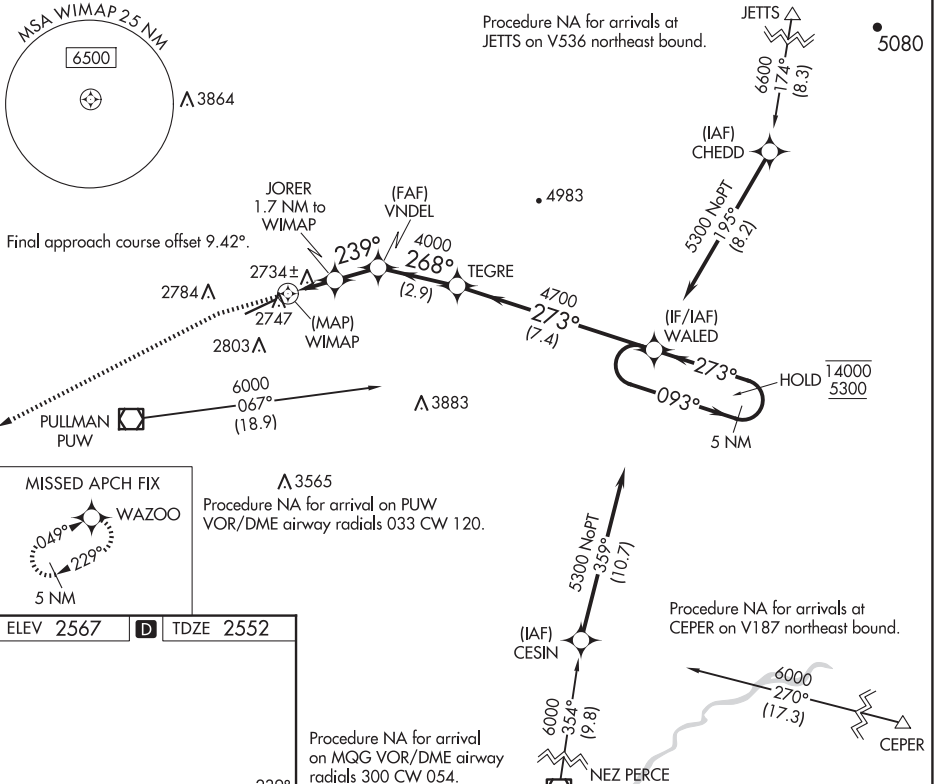 MSA WIMAP 25 NM
6500
3864
Procedure NA for arrivals at
JETTS on V536 northeast bound.
JETTS
5080
6600
174°
(8.3)
(IAF)
CHEDD
5300 NoPT
195°
(8.2)
4983
JORER
1.7 NM to
WIMAP
(FAF)
VNDEL
Final approach course offset 9.42°.
239°
4000
268°
(2.9)
TEGRE
2734±
2784
2747
(MAP)
WIMAP
2803
4700
273°
(7.4)
(IF/IAF)
WALED
273°
HOLD
14000
5300
093°
5 NM
6000
067°
(18.9)
PULLMAN
PUW
3883
3565
MISSED APCH FIX
WAZOO
049°
229°
5 NM
Procedure NA for arrival on PUW
VOR/DME airway radials 033 CW 120.
5300 NoPT
359°
(10.7)
(IAF)
CESIN
Procedure NA for arrivals at
CEPER on V187 northeast bound.
6000
270°
(17.3)
CEPER
6000
354°
(9.8)
ELEV 2567 D TDZE 2552
Procedure NA for arrival
on MQG VOR/DME airway
radials 300 CW 054.
NEZ PERCE